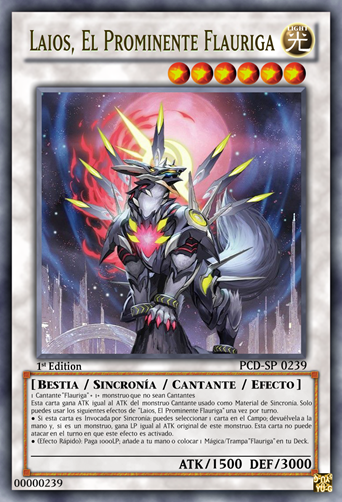 Laios, El Prominente Flauriga
LIGHT
光
1st Edition
PCD-SP 0239
[Bestia / Sincronía / Cantante / Efecto]
1 Cantante "Flauriga" + 1+ monstruo que no sean Cantantes
Esta carta gana ATK igual al ATK del monstruo Cantante usado como Material de Sincronía. Solo
puedes usar los siguientes efectos de "Laios, El Prominente Flauriga" una vez por turno.
● Si esta carta es Invocada por Sincronía: puedes seleccionar 1 carta en el Campo, devuélvela a la
mano y, si es un monstruo, gana LP igual al ATK original de este monstruo. Esta carta no puede
atacar en el turno en que este efecto es activado.
● (Efecto Rápido): Paga 1000LP; añade a tu mano o colocar 1 Mágica/Trampa "Flauriga" en tu Deck.
ATK/1500 DEF/3000
00000239